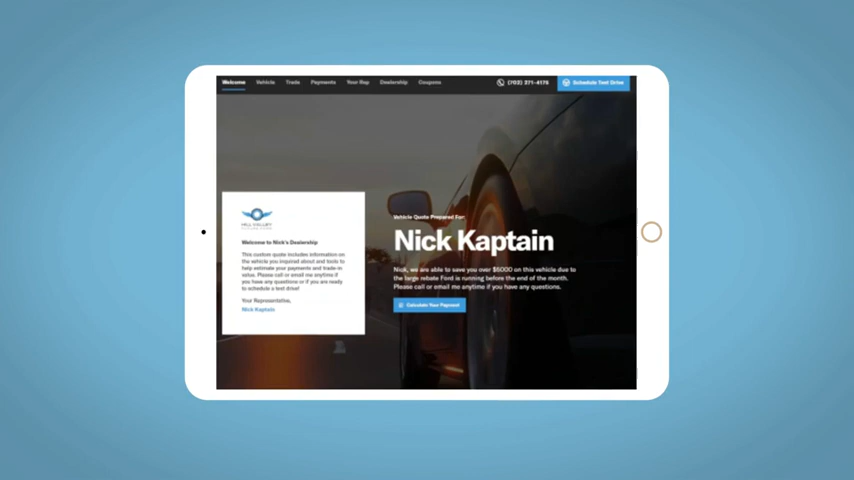 Welcome Vehicle Trade Payments Your Rep Dealership Coupons (702) 271-4175 Schedule Test Drive
HILL VALLEY
Welcome to Nick's Dealership
This custom quote includes information on
the vehicle you inquired about and tools to
help estimate your payments and trade-in
value. Please call or email me anytime if
you have any questions or if you are ready
to schedule a test drive!
Your Representative,
Nick Kaptain
Vehicle Quote Prepared For:
Nick Kaptain
Nick, we are able to save you over $6000 on this vehicle due to
the large rebate Ford is running before the end of the month.
Please call or email me anytime if you have any questions.
Calculate Your Payment